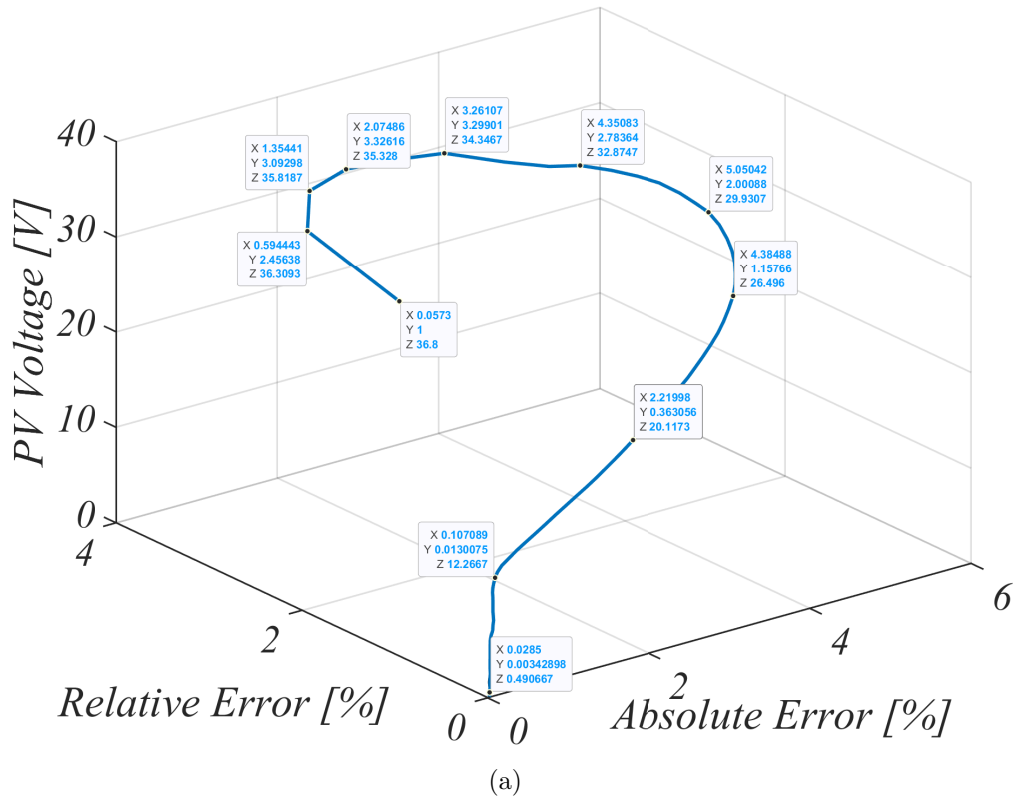 X 3.26107
Y 3.29901
Z 34.3467
X 2.07486
Y 3.32616
Z 35.328
X 4.35083
Y 2.78364
Z 32.8747
X 1.35441
Y 3.09298
Z 35.8187
X 5.05042
Y 2.00088
Z 29.9307
X 0.594443
Y 2.45638
Z 36.3093
X 4.38488
Y 1.15766
Z 26.496
X 0.0573
Y 1
Z 36.8
X 2.21998
Y 0.363056
Z 20.1173
X 0.107089
Y 0.0130075
Z 12.2667
X 0.0285
Y 0.00342898
Z 0.490667
40
30
20
10
0
PV Voltage [V]
4
2
0
Relative Error [%]
0
2
4
6
Absolute Error [%]
(a)